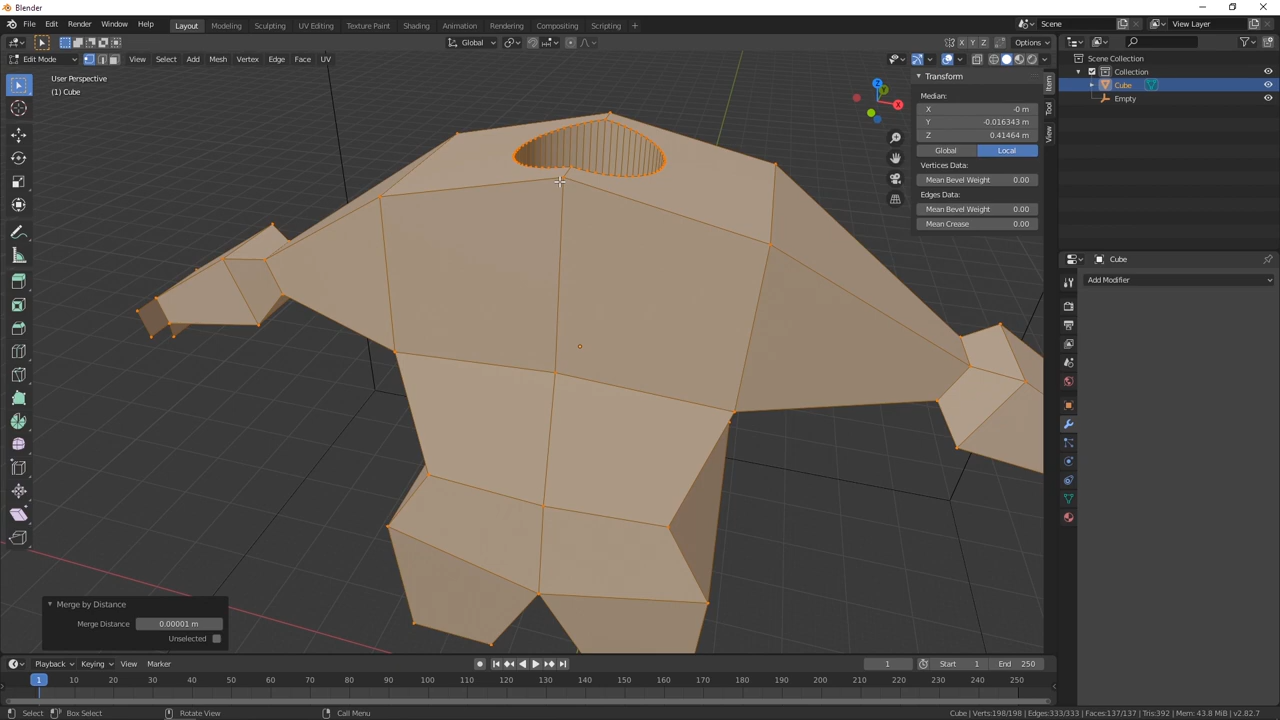 Blender
File Edit Render Window Help Layout Modeling Sculpting UV Editing Texture Paint Shading Animation Rendering Compositing Scripting + Scene View Layer
Global X Y Z Options
Edit Mode View Select Add Mesh Vertex Edge Face UV
User Perspective
(1) Cube
Transform
Median:
X -0 m
Y -0.016343 m
Z 0.41464 m
Global Local
Vertices Data:
Mean Bevel Weight 0.00
Edges Data:
Mean Bevel Weight 0.00
Mean Crease 0.00
Item
Tool
View
Z
X
Scene Collection
Collection
Cube
Empty
Cube
Add Modifier
Merge by Distance
Merge Distance 0.00001 m
Unselected
Playback Keying View Marker 1 Start 1 End 250
1 10 20 30 40 50 60 70 80 90 100 110 120 130 140 150 160 170 180 190 200 210 220 230 240 250
Select Box Select Rotate View Call Menu Cube | Verts:198/198 | Edges:333/333 | Faces:137/137 | Tris:392 | Mem: 43.8 MiB | v2.82.7